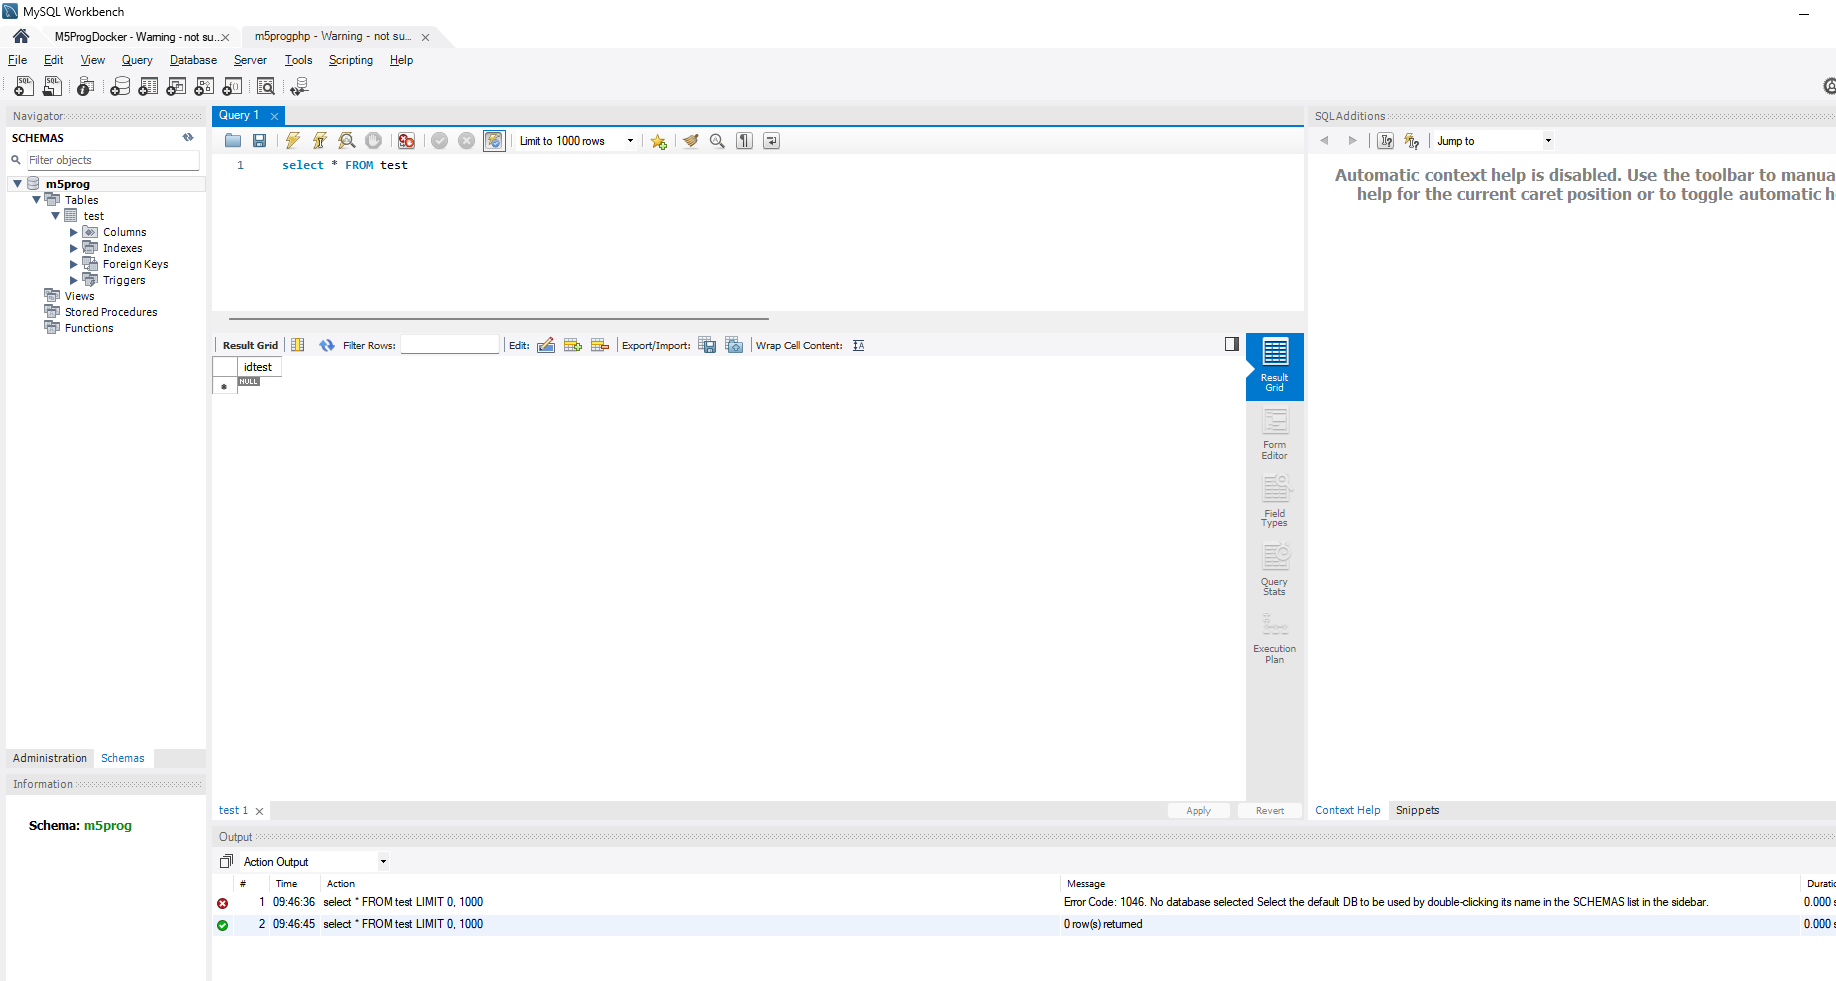 MySQL Workbench
M5ProgDocker - Warning - not su...
m5progphp - Warning - not su...
File Edit View Query Database Server Tools Scripting Help
Navigator
SCHEMAS
Filter objects
m5prog
Tables
test
Columns
Indexes
Foreign Keys
Triggers
Views
Stored Procedures
Functions
Administration Schemas
Information
Schema: m5prog
Query 1
Limit to 1000 rows
1 select * FROM test
Result Grid Filter Rows: Edit: Export/Import: Wrap Cell Content:
idtest
NULL
Result
Grid
Form
Editor
Field
Types
Query
Stats
Execution
Plan
test 1
Apply Revert
SQLAdditions
Jump to
Automatic context help is disabled. Use the toolbar to manua
help for the current caret position or to toggle automatic h
Context Help Snippets
Output
Action Output
# Time Action Message Duratic
1 09:46:36 select * FROM test LIMIT 0, 1000 Error Code: 1046. No database selected Select the default DB to be used by double-clicking its name in the SCHEMAS list in the sidebar. 0.000 s
2 09:46:45 select * FROM test LIMIT 0, 1000 0 row(s) returned 0.000 s